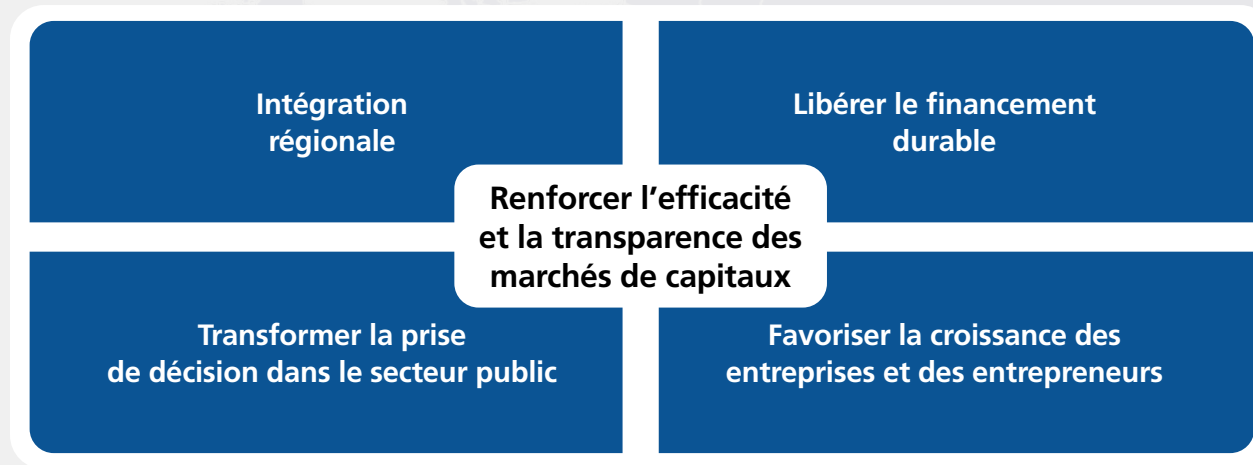 Intégration
régionale
Libérer le financement
durable
Renforcer l’efficacité
et la transparence des
marchés de capitaux
Transformer la prise
de décision dans le secteur public
Favoriser la croissance des
entreprises et des entrepreneurs